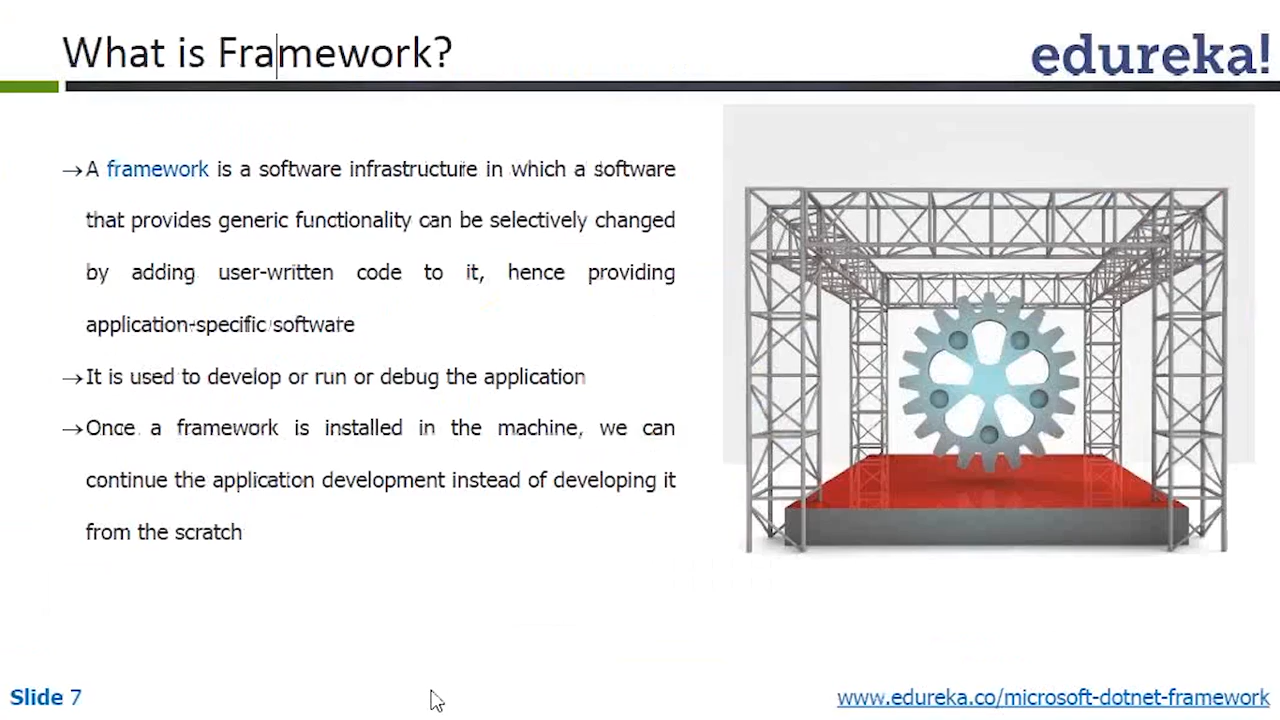 What is Framework?
edureka!
→A framework is a software infrastructure in which a software
that provides generic functionality can be selectively changed
by adding user-written code to it, hence providing
application-specific software
→It is used to develop or run or debug the application
→Once a framework is installed in the machine, we can
continue the application development instead of developing it
from the scratch
Slide 7
www.edureka.co/microsoft-dotnet-framework